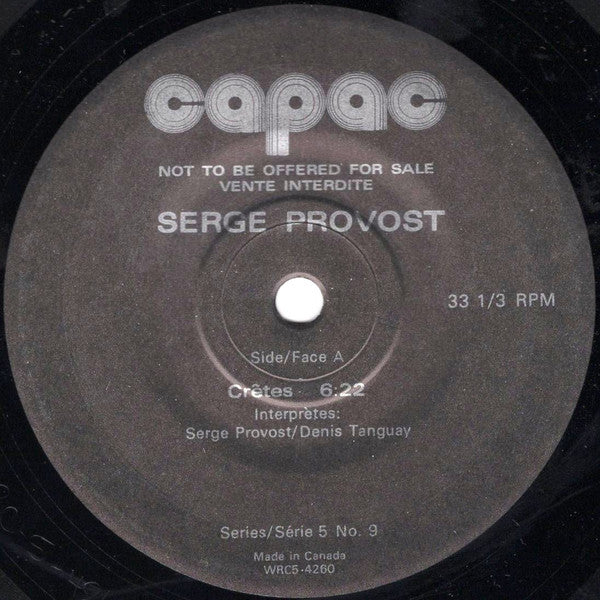 capac
NOT TO BE OFFERED FOR SALE
VENTE INTERDITE
SERGE PROVOST
33 1/3 RPM
Side/Face A
Crêtes 6:22
Interprètes:
Serge Provost/Denis Tanguay
Series/Série 5 No. 9
Made in Canada
WRC5-4260